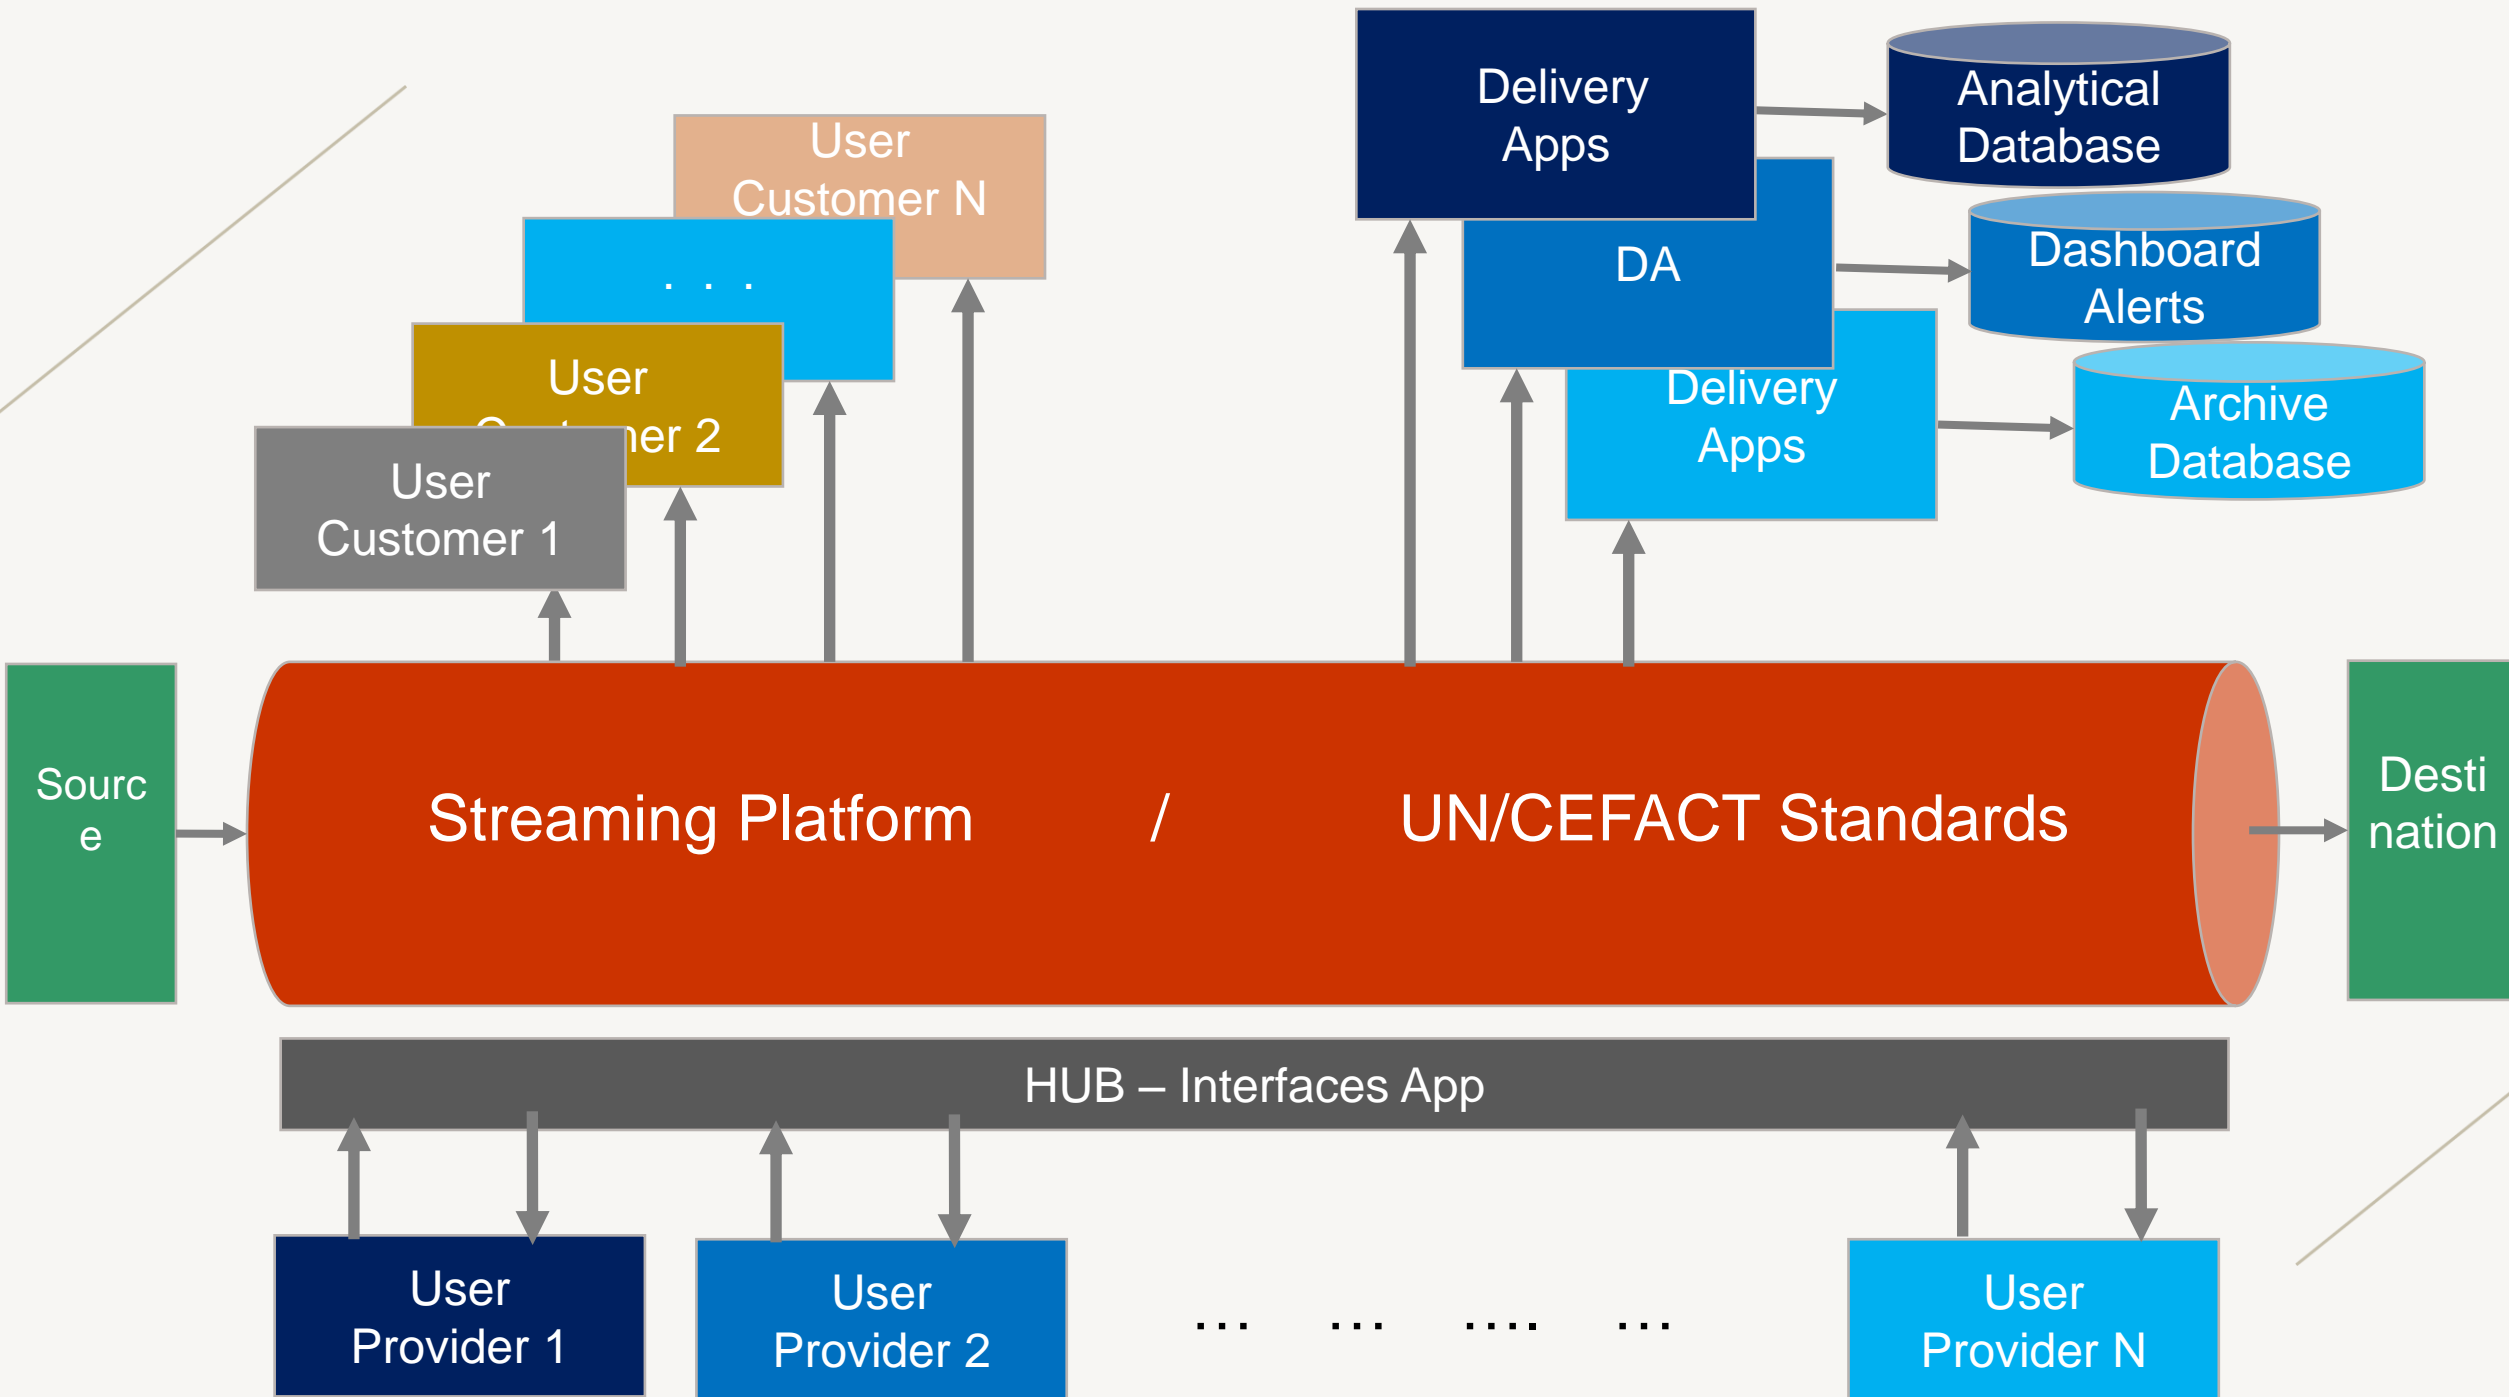 Delivery
Apps
Analytical
Database
User
Customer N
DA
Dashboard
Alerts
. . .
User
2
Delivery
Apps
Archive
Database
User
Customer 1
Sourc
e
Streaming Platform / UN/CEFACT Standards
Desti
nation
HUB – Interfaces App
User
Provider 1
User
Provider 2
... ... .... ...
User
Provider N